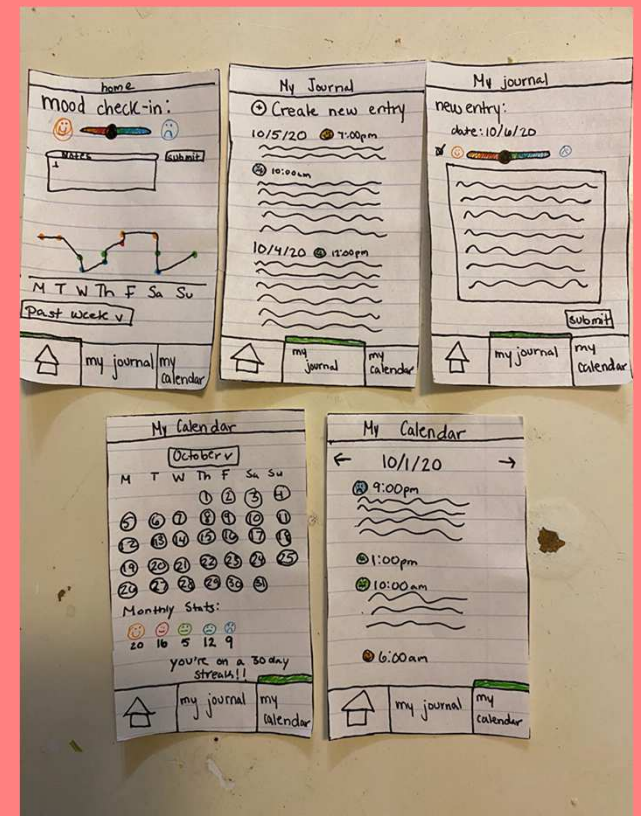 home
mood check-in:
NOTES
submit
M T W Th F Sa Su
Past week v
my journal
my calendar
My Journal
+ Create new entry
10/5/20 7:00pm
10:00am
10/4/20 12:00pm
my journal
my calendar
My journal
new entry:
date: 10/6/20
submit
my journal
my calendar
My Calendar
October v
M T W Th F Sa Su
1 2 3 4
5 6 7 8 9 10 11
12 13 14 15 16 17 18
19 20 21 22 23 24 25
26 27 28 29 30 31
Monthly Stats:
20 16 5 12 9
you're on a 30 day
streak!!
my journal
my calendar
My Calendar
← 10/1/20 →
9:00pm
1:00pm
10:00am
6:00am
my journal
my calendar